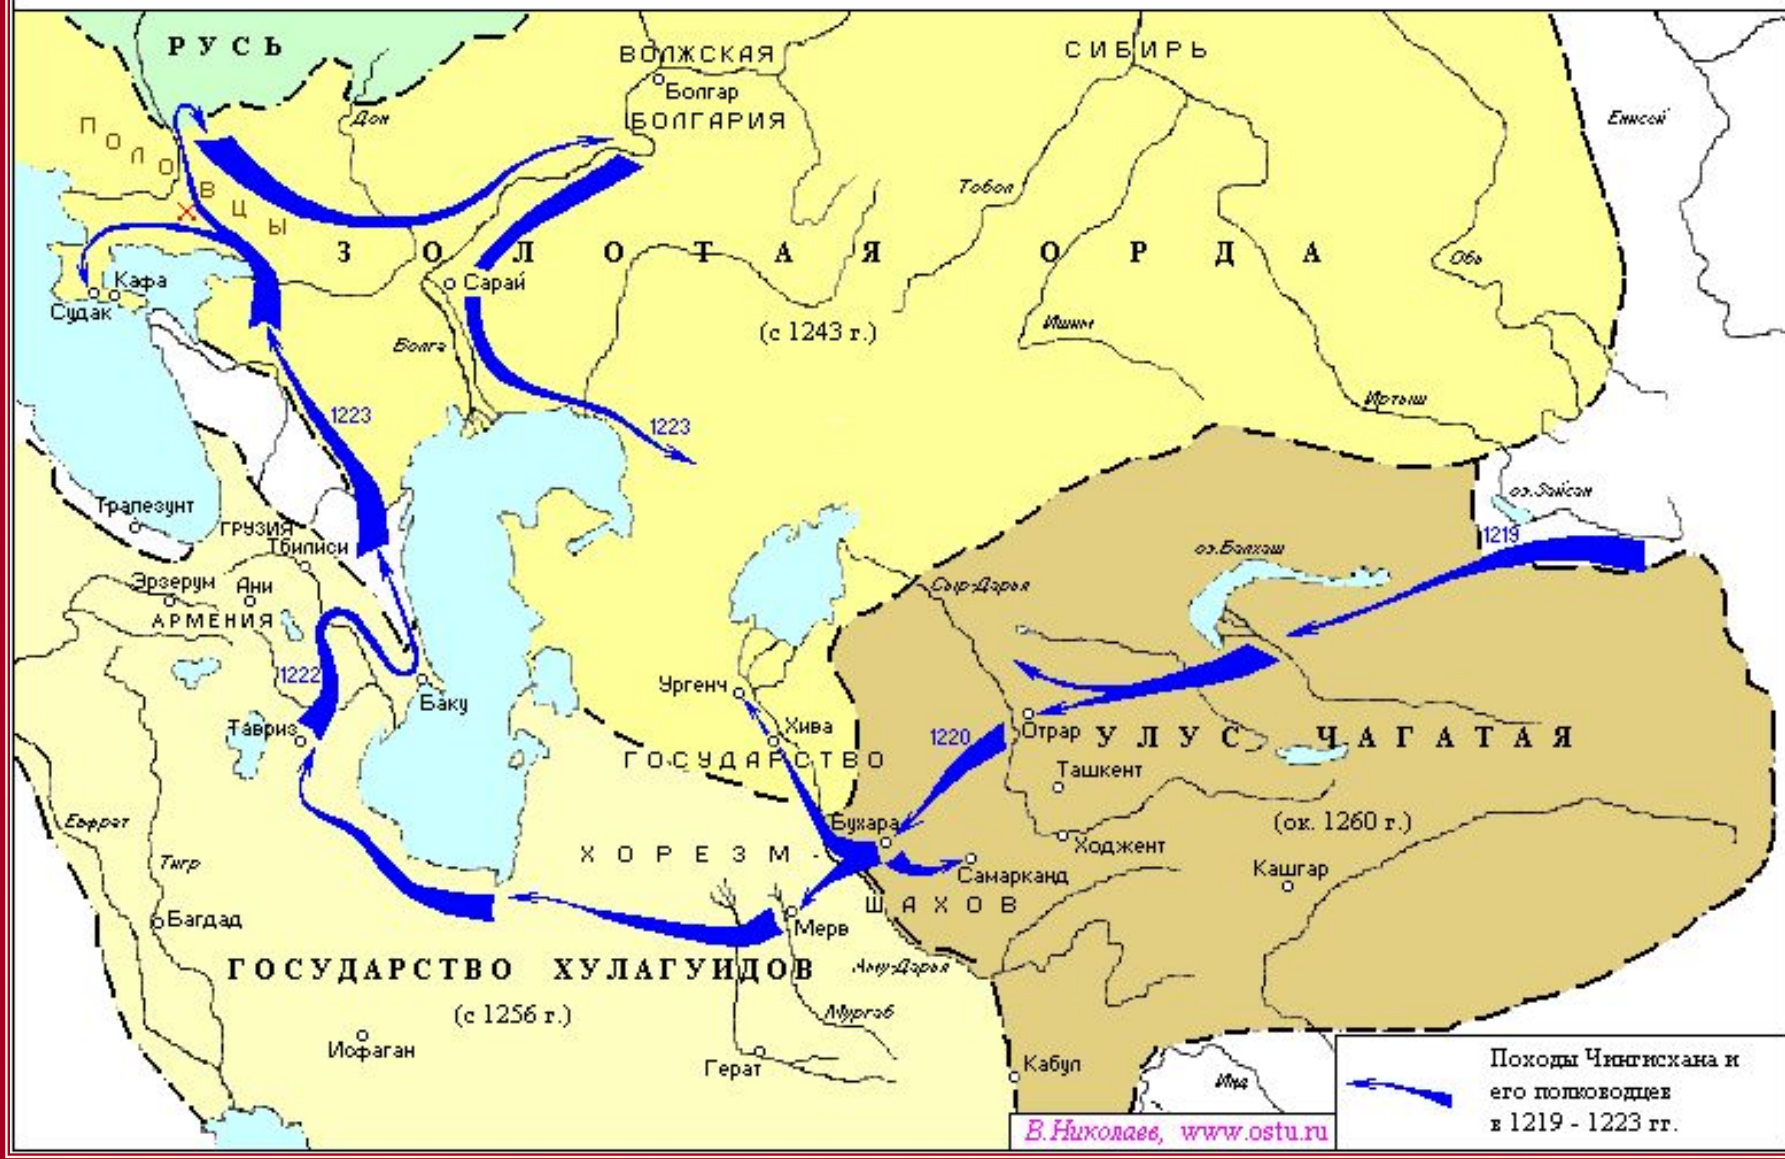 РУСЬ
ВОЛЖСКАЯ
Болгар
БОЛГАРИЯ
СИБИРЬ
Енисей
Дон
ПОЛОВЦЫ
Тобол
ЗОЛОТАЯ ОРДА
(с 1243 г.)
Обь
Кафа
Судак
Сарай
Волга
Ишим
Иртыш
1223
1223
Трапезунт
ГРУЗИЯ
Тбилиси
Эрзерум
Ани
АРМЕНИЯ
оз.Зайсан
1219
оз.Балхаш
Сыр-Дарья
1222
Баку
Тавриз
Ургенч
Хива
ГОСУДАРСТВО
1220
Отрар
УЛУС ЧАГАТАЯ
Ташкент
(ок. 1260 г.)
Евфрат
Тигр
Бухара
Ходжент
ХОРЕЗМ-
Самарканд
Кашгар
ШАХОВ
Багдад
Мерв
ГОСУДАРСТВО ХУЛАГУИДОВ
(с 1256 г.)
Аму-Дарья
Мургаб
Исфаган
Герат
Кабул
Инд
Походы Чингисхана и
его полководцев
в 1219 - 1223 гг.
В.Николаев, www.ostu.ru